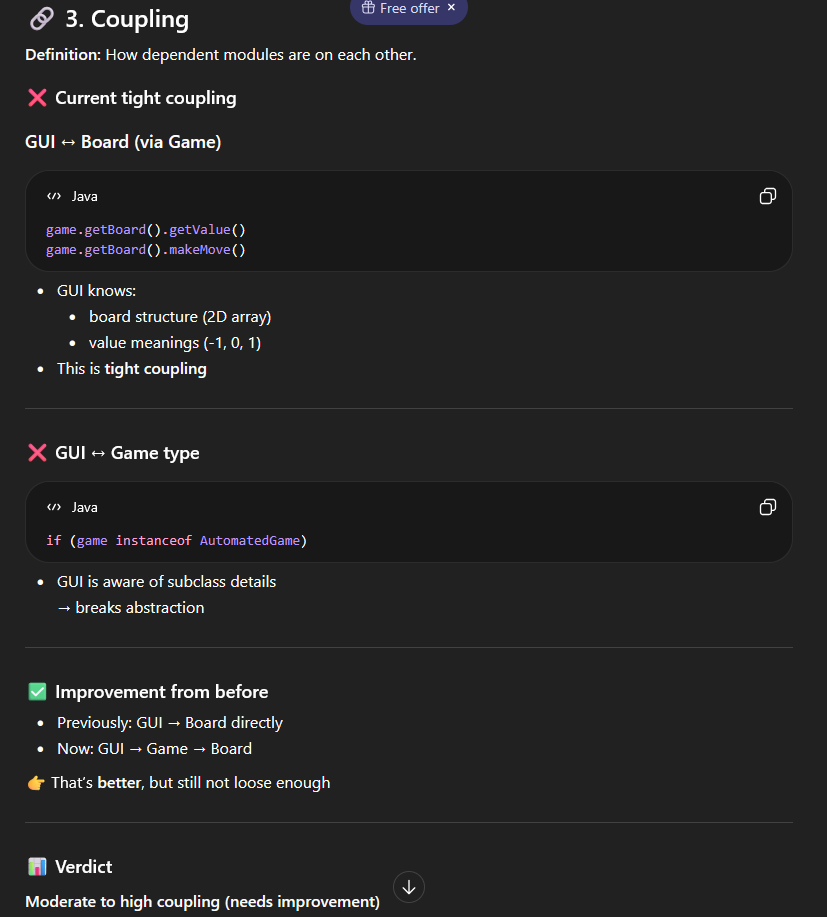 Free offer ×
🔗 3. Coupling
Definition: How dependent modules are on each other.
❌ Current tight coupling
GUI ↔ Board (via Game)
</> Java
game.getBoard().getValue()
game.getBoard().makeMove()
• GUI knows:
• board structure (2D array)
• value meanings (-1, 0, 1)
• This is tight coupling
❌ GUI ↔ Game type
</> Java
if (game instanceof AutomatedGame)
• GUI is aware of subclass details
→ breaks abstraction
✅ Improvement from before
• Previously: GUI → Board directly
• Now: GUI → Game → Board
👉 That's better, but still not loose enough
📊 Verdict
Moderate to high coupling (needs improvement)